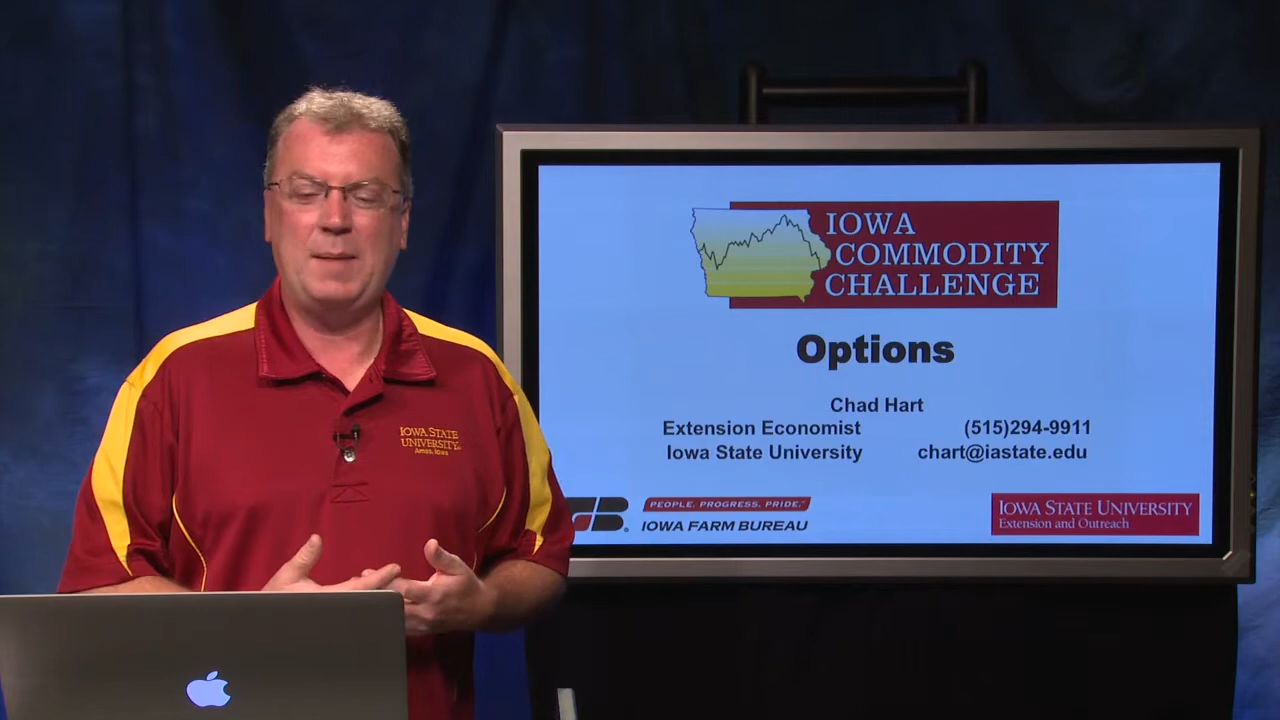 IOWA STATE
UNIVERSITY
Ames, Iowa
IOWA
COMMODITY
CHALLENGE
Options
Chad Hart
Extension Economist (515)294-9911
Iowa State University chart@iastate.edu
PEOPLE. PROGRESS. PRIDE.®
IOWA FARM BUREAU
IOWA STATE UNIVERSITY
Extension and Outreach